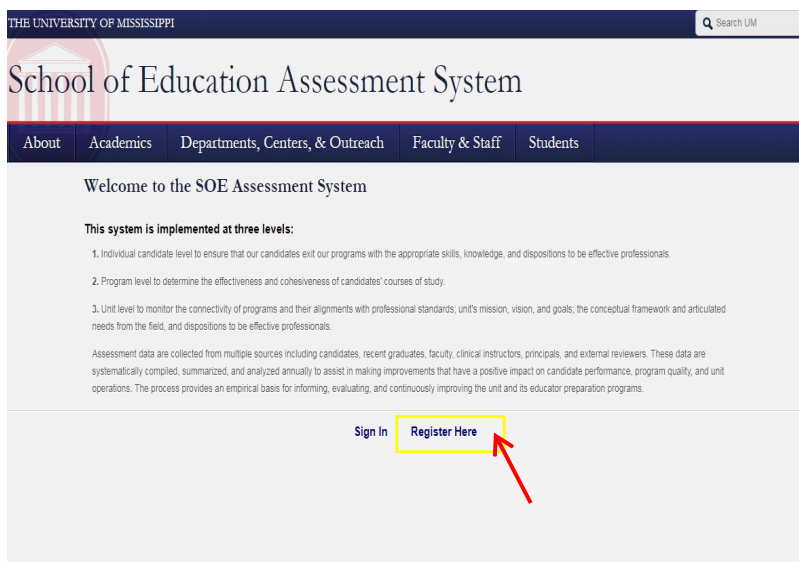 THE UNIVERSITY OF MISSISSIPPI
Search UM
School of Education Assessment System
About Academics Departments, Centers, & Outreach Faculty & Staff Students
Welcome to the SOE Assessment System
This system is implemented at three levels:
1. Individual candidate level to ensure that our candidates exit our programs with the appropriate skills, knowledge, and dispositions to be effective professionals.
2. Program level to determine the effectiveness and cohesiveness of candidates' courses of study.
3. Unit level to monitor the connectivity of programs and their alignments with professional standards; unit's mission, vision, and goals; the conceptual framework and articulated
needs from the field, and dispositions to be effective professionals.
Assessment data are collected from multiple sources including candidates, recent graduates, faculty, clinical instructors, principals, and external reviewers. These data are
systematically compiled, summarized, and analyzed annually to assist in making improvements that have a positive impact on candidate performance, program quality, and unit
operations. The process provides an empirical basis for informing, evaluating, and continuously improving the unit and its educator preparation programs.
Sign In Register Here